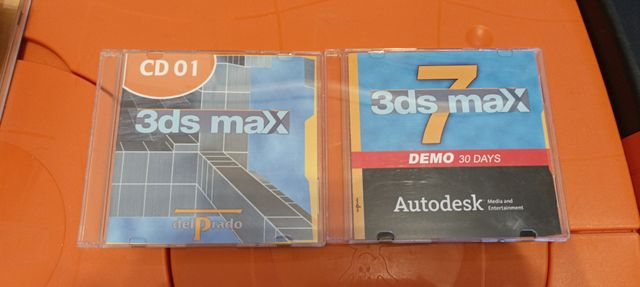 CD 01
3ds max
delPrado
7
3ds max
DEMO 30 DAYS
Autodesk Media and
Entertainment